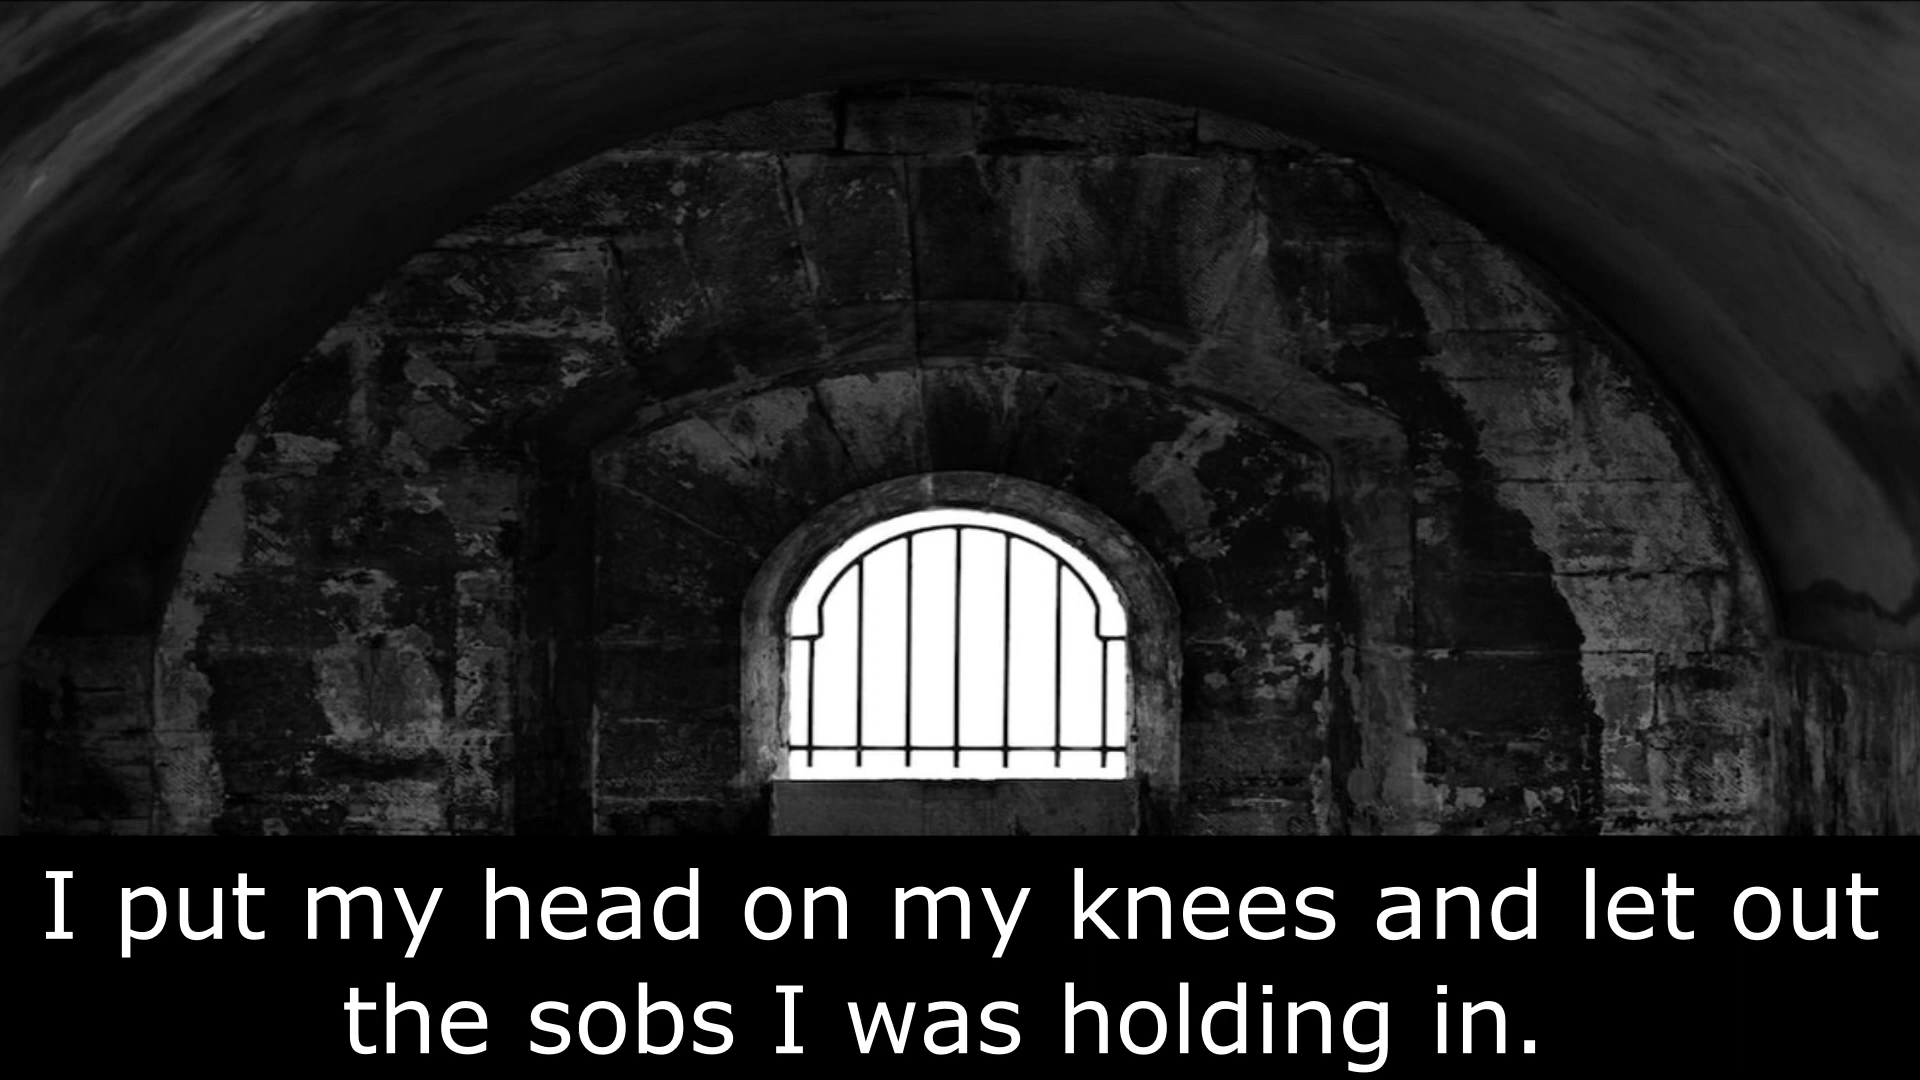 I put my head on my knees and let out
the sobs I was holding in.